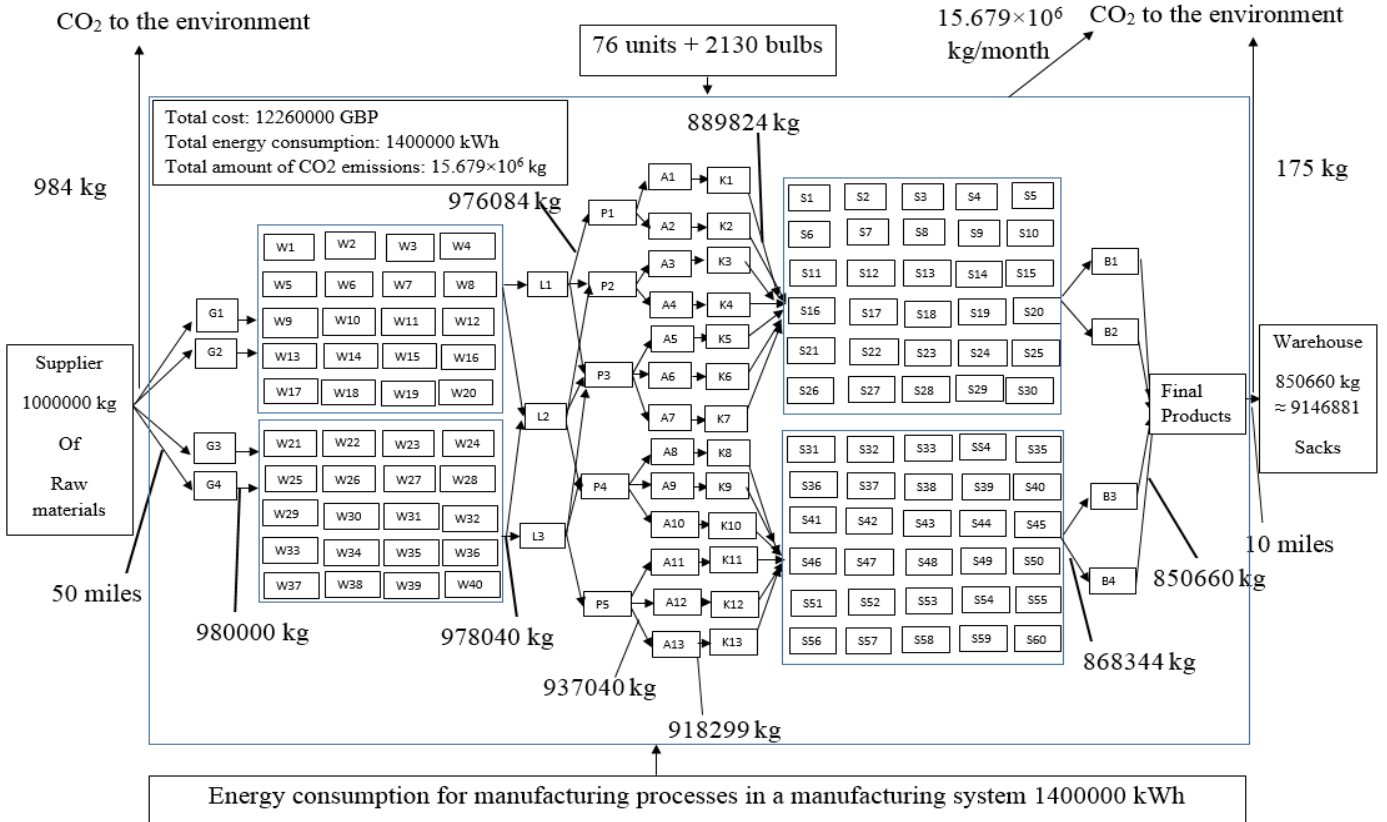 CO2 to the environment
15.679×10⁶
kg/month
CO2 to the environment
76 units + 2130 bulbs
Total cost: 12260000 GBP
Total energy consumption: 1400000 kWh
Total amount of CO2 emissions: 15.679×10⁶ kg
889824 kg
984 kg
175 kg
976084 kg
Supplier
1000000 kg
Of
Raw
materials
50 miles
G1
G2
G3
G4
980000 kg
W1 W2 W3 W4
W5 W6 W7 W8
W9 W10 W11 W12
W13 W14 W15 W16
W17 W18 W19 W20
W21 W22 W23 W24
W25 W26 W27 W28
W29 W30 W31 W32
W33 W34 W35 W36
W37 W38 W39 W40
978040 kg
L1
L2
L3
P1
P2
P3
P4
P5
A1 K1
A2 K2
A3 K3
A4 K4
A5 K5
A6 K6
A7 K7
A8 K8
A9 K9
A10 K10
A11 K11
A12 K12
A13 K13
937040 kg
918299 kg
S1 S2 S3 S4 S5
S6 S7 S8 S9 S10
S11 S12 S13 S14 S15
S16 S17 S18 S19 S20
S21 S22 S23 S24 S25
S26 S27 S28 S29 S30
S31 S32 S33 SS4 S35
S36 S37 S38 S39 S40
S41 S42 S43 S44 S45
S46 S47 S48 S49 S50
S51 S52 S53 S54 S55
S56 S57 S58 S59 S60
868344 kg
B1
B2
B3
B4
850660 kg
Final
Products
10 miles
Warehouse
850660 kg
≈ 9146881
Sacks
Energy consumption for manufacturing processes in a manufacturing system 1400000 kWh